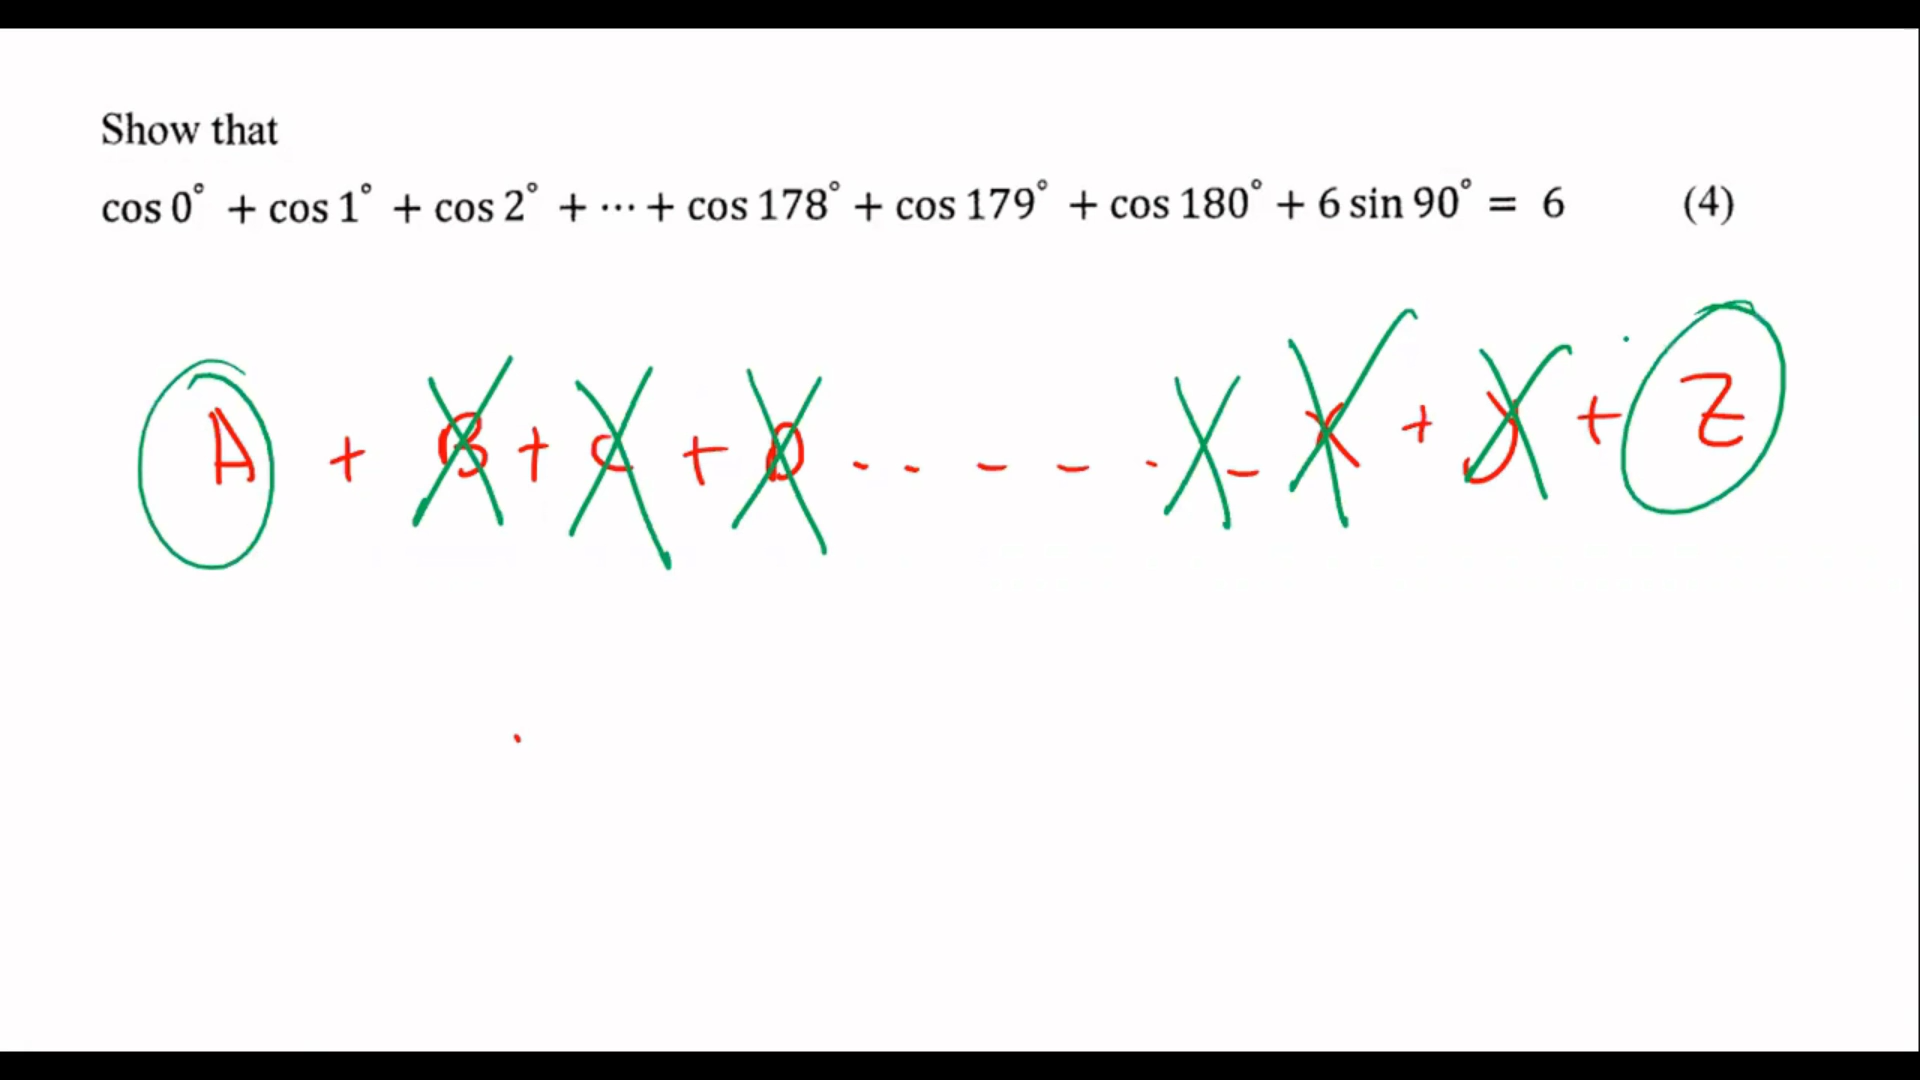 Show that
cos 0° + cos 1° + cos 2° + ⋯ + cos 178° + cos 179° + cos 180° + 6 sin 90° = 6 (4)
A + B + C + D . - - - . - X + Y + Z